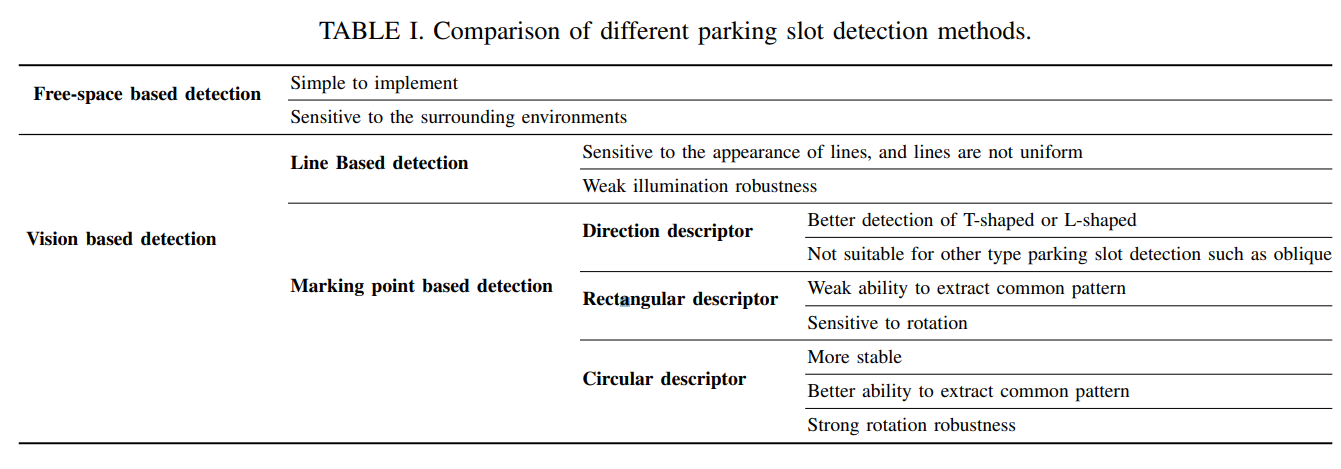 TABLE I. Comparison of different parking slot detection methods.
Free-space based detection
Simple to implement
Sensitive to the surrounding environments
Vision based detection
Line Based detection
Sensitive to the appearance of lines, and lines are not uniform
Weak illumination robustness
Marking point based detection
Direction descriptor
Better detection of T-shaped or L-shaped
Not suitable for other type parking slot detection such as oblique
Rectangular descriptor
Weak ability to extract common pattern
Sensitive to rotation
Circular descriptor
More stable
Better ability to extract common pattern
Strong rotation robustness